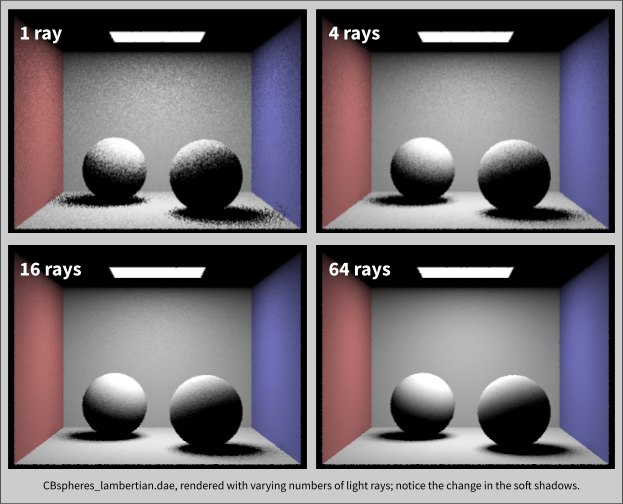 1 ray
4 rays
16 rays
64 rays
CBspheres_lambertian.dae, rendered with varying numbers of light rays; notice the change in the soft shadows.